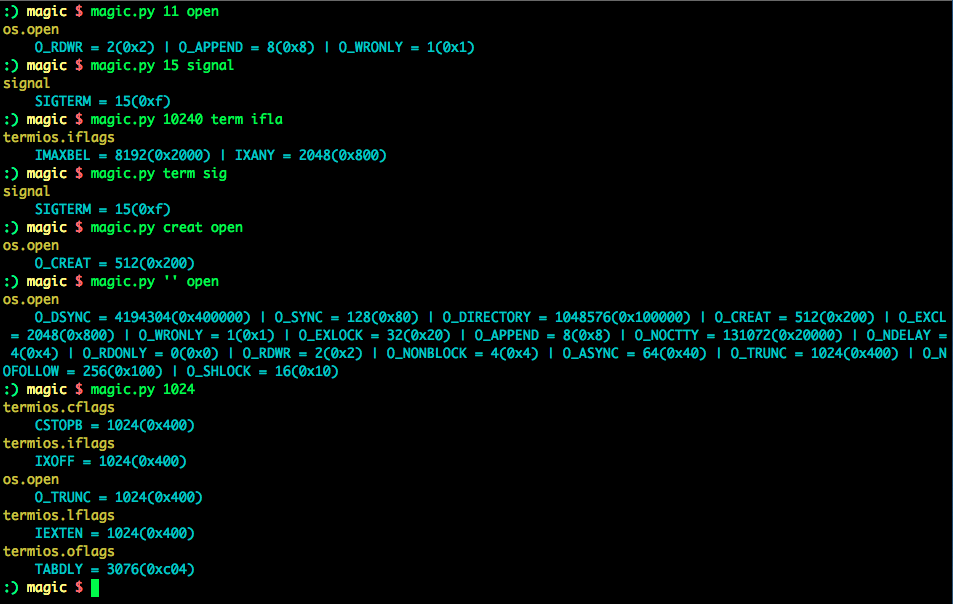 :) magic $ magic.py 11 open
os.open
    O_RDWR = 2(0x2) | O_APPEND = 8(0x8) | O_WRONLY = 1(0x1)
:) magic $ magic.py 15 signal
signal
    SIGTERM = 15(0xf)
:) magic $ magic.py 10240 term ifla
termios.iflags
    IMAXBEL = 8192(0x2000) | IXANY = 2048(0x800)
:) magic $ magic.py term sig
signal
    SIGTERM = 15(0xf)
:) magic $ magic.py creat open
os.open
    O_CREAT = 512(0x200)
:) magic $ magic.py '' open
os.open
    O_DSYNC = 4194304(0x400000) | O_SYNC = 128(0x80) | O_DIRECTORY = 1048576(0x100000) | O_CREAT = 512(0x200) | O_EXCL
 = 2048(0x800) | O_WRONLY = 1(0x1) | O_EXLOCK = 32(0x20) | O_APPEND = 8(0x8) | O_NOCTTY = 131072(0x20000) | O_NDELAY =
 4(0x4) | O_RDONLY = 0(0x0) | O_RDWR = 2(0x2) | O_NONBLOCK = 4(0x4) | O_ASYNC = 64(0x40) | O_TRUNC = 1024(0x400) | O_N
OFOLLOW = 256(0x100) | O_SHLOCK = 16(0x10)
:) magic $ magic.py 1024
termios.cflags
    CSTOPB = 1024(0x400)
termios.iflags
    IXOFF = 1024(0x400)
os.open
    O_TRUNC = 1024(0x400)
termios.lflags
    IEXTEN = 1024(0x400)
termios.oflags
    TABDLY = 3076(0xc04)
:) magic $